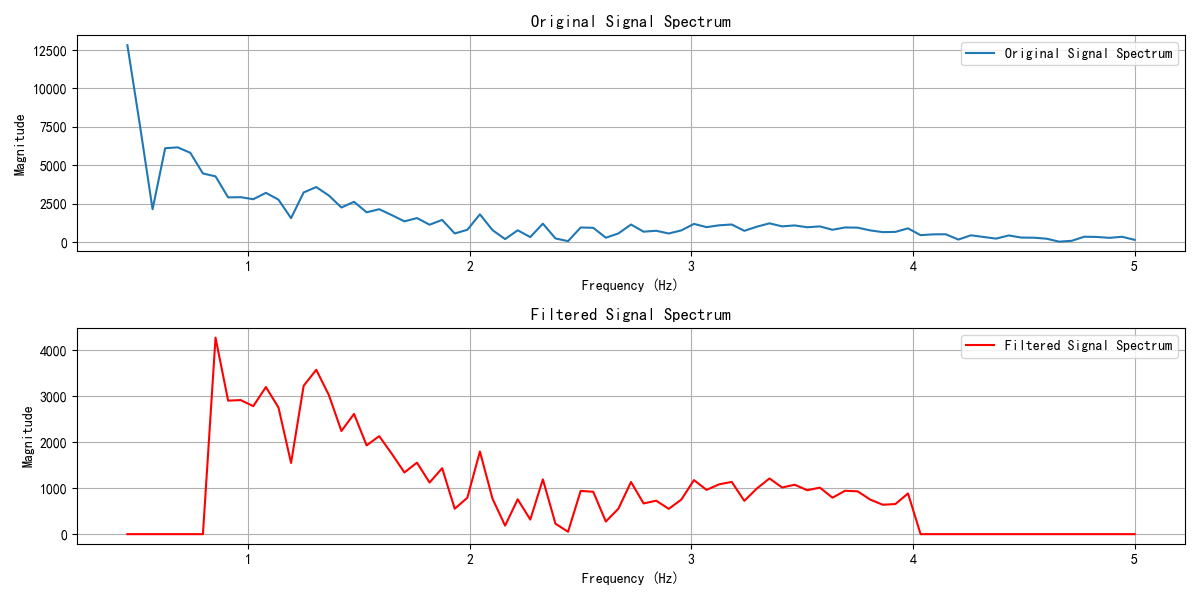 Original Signal Spectrum
12500
10000
7500
5000
2500
0
Magnitude
Original Signal Spectrum
1 2 3 4 5
Frequency (Hz)
Filtered Signal Spectrum
4000
3000
2000
1000
0
Magnitude
Filtered Signal Spectrum
1 2 3 4 5
Frequency (Hz)